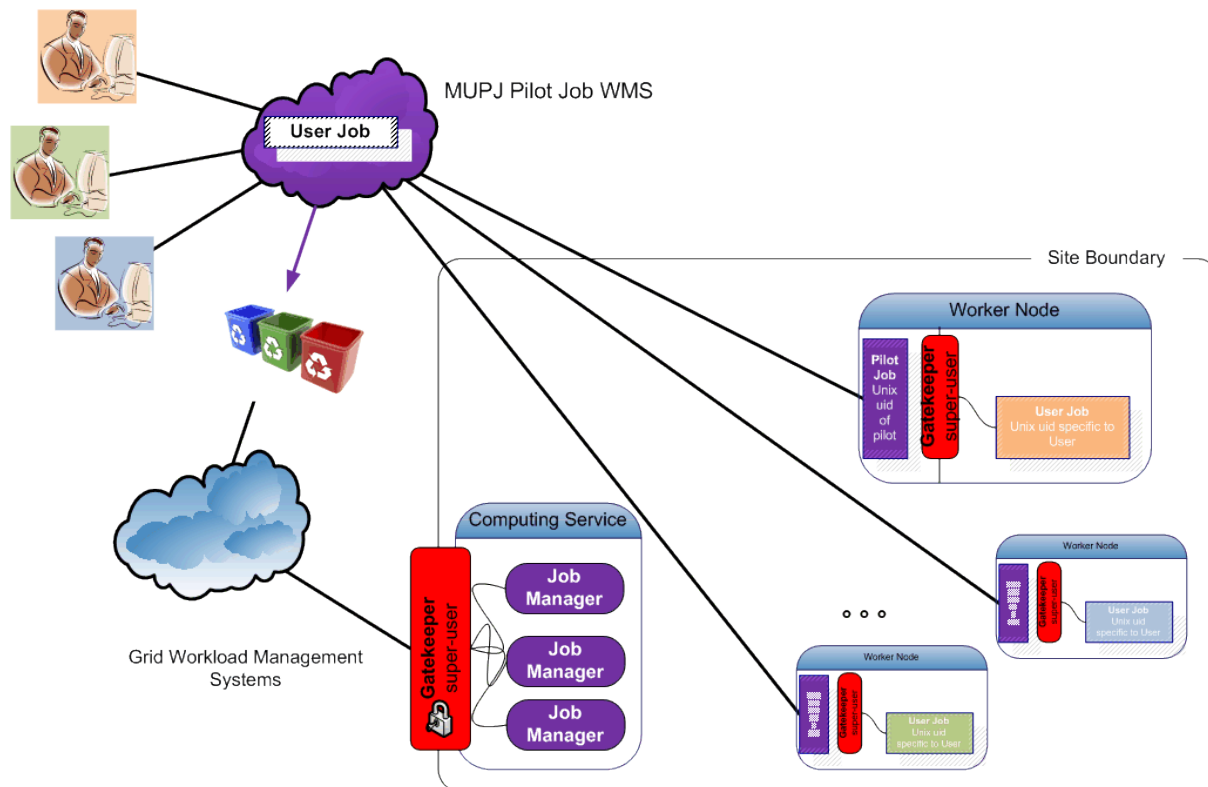 MUPJ Pilot Job WMS
User Job
Site Boundary
Worker Node
Pilot
Job
Unix
uid
of
pilot
Gatekeeper
super-user
User Job
Unix uid specific to
User
Computing Service
Gatekeeper
super-user
Job
Manager
Job
Manager
Job
Manager
Grid Workload Management
Systems
Worker Node
Gatekeeper
super-user
User Job
Unix uid
specific to User
Worker Node
Gatekeeper
super-user
User Job
Unix uid
specific to User